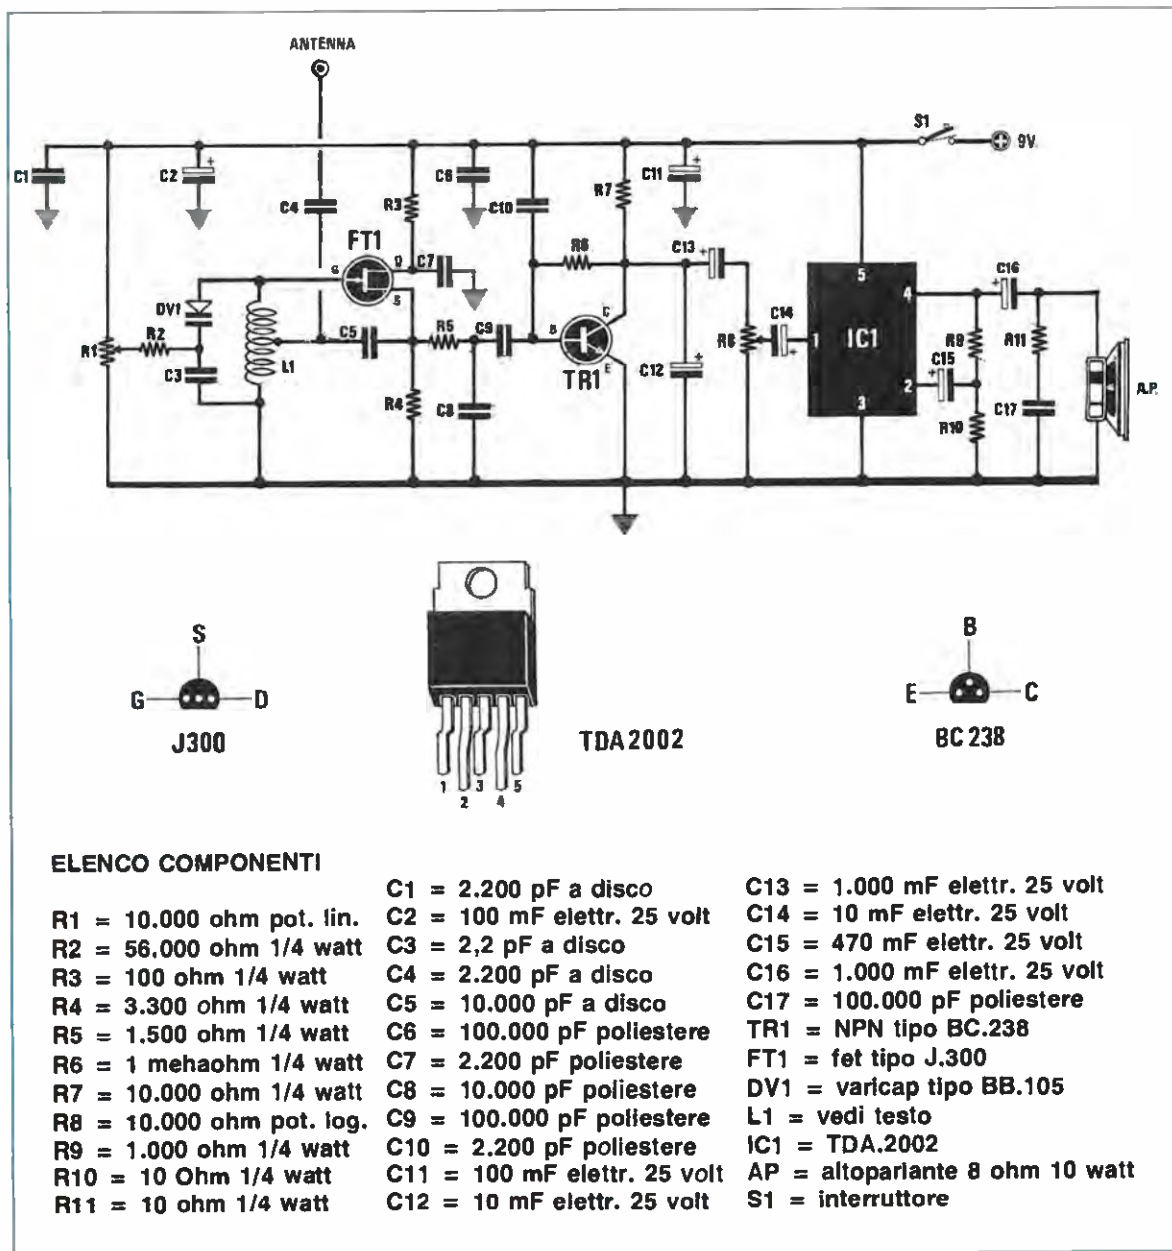 ANTENNA
S1
9V.
C1
C2
C4
R3
C6
C10
R7
C11
FT1
G
D
S
C7
R6
C13
DV1
R2
R1
C3
L1
C5
R5
C9
B
C
E
TR1
R8
C14
C12
5
4
1
IC1
2
3
C16
R9
R11
C15
R4
C8
R10
C17
A.P.
S
G
D
J300
1
2
3
4
5
TDA2002
B
E
C
BC 238
ELENCO COMPONENTI
R1 = 10.000 ohm pot. lin.
R2 = 56.000 ohm 1/4 watt
R3 = 100 ohm 1/4 watt
R4 = 3.300 ohm 1/4 watt
R5 = 1.500 ohm 1/4 watt
R6 = 1 mehaohm 1/4 watt
R7 = 10.000 ohm 1/4 watt
R8 = 10.000 ohm pot. log.
R9 = 1.000 ohm 1/4 watt
R10 = 10 Ohm 1/4 watt
R11 = 10 ohm 1/4 watt
C1 = 2.200 pF a disco
C2 = 100 mF elettr. 25 volt
C3 = 2,2 pF a disco
C4 = 2.200 pF a disco
C5 = 10.000 pF a disco
C6 = 100.000 pF poliestere
C7 = 2.200 pF poliestere
C8 = 10.000 pF poliestere
C9 = 100.000 pF poliestere
C10 = 2.200 pF poliestere
C11 = 100 mF elettr. 25 volt
C12 = 10 mF elettr. 25 volt
C13 = 1.000 mF elettr. 25 volt
C14 = 10 mF elettr. 25 volt
C15 = 470 mF elettr. 25 volt
C16 = 1.000 mF elettr. 25 volt
C17 = 100.000 pF poliestere
TR1 = NPN tipo BC.238
FT1 = fet tipo J.300
DV1 = varicap tipo BB.105
L1 = vedi testo
IC1 = TDA.2002
AP = altoparlante 8 ohm 10 watt
S1 = interruttore